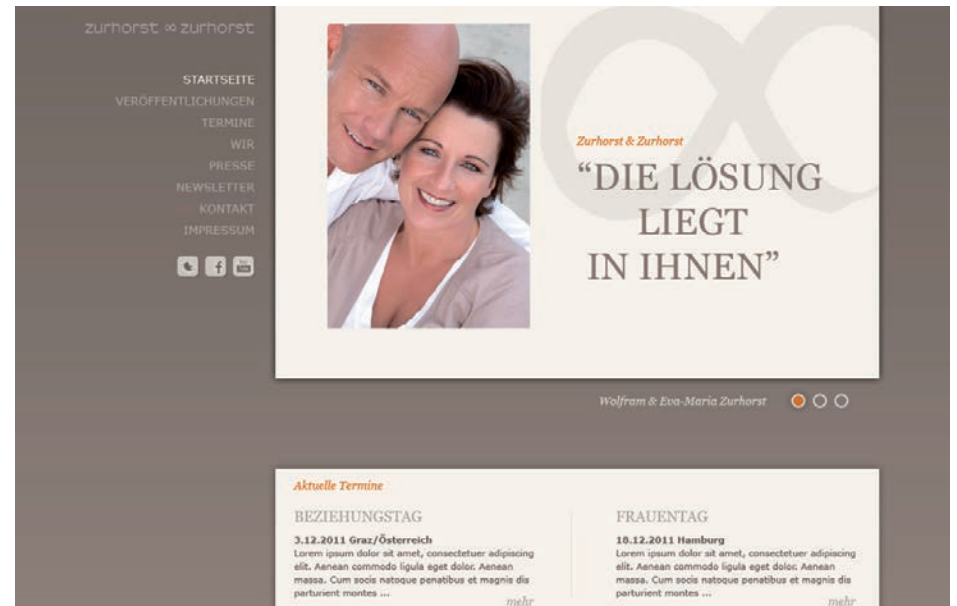 zurhorst ∞ zurhorst
STARTSEITE
VERÖFFENTLICHUNGEN
TERMINE
WIR
PRESSE
NEWSLETTER
KONTAKT
IMPRESSUM
Zurhorst & Zurhorst
“DIE LÖSUNG
LIEGT
IN IHNEN”
Wolfram & Eva-Maria Zurhorst
Aktuelle Termine
BEZIEHUNGSTAG
3.12.2011 Graz/Österreich
Lorem ipsum dolor sit amet, consectetuer adipiscing
elit. Aenean commodo ligula eget dolor. Aenean
massa. Cum socis natoque penatibus et magnis dis
parturient montes ...
mehr
FRAUENTAG
18.12.2011 Hamburg
Lorem ipsum dolor sit amet, consectetuer adipiscing
elit. Aenean commodo ligula eget dolor. Aenean
massa. Cum socis natoque penatibus et magnis dis
parturient montes ...
mehr